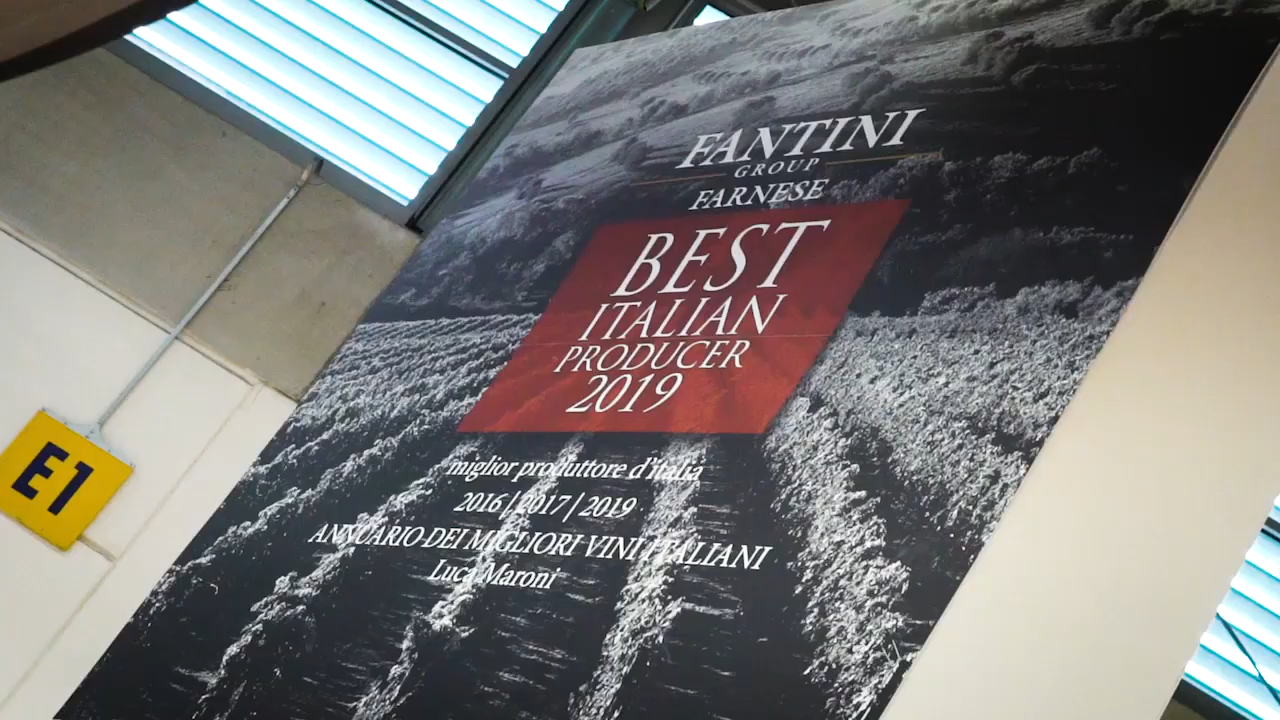 FANTINI
GROUP
FARNESE
BEST
ITALIAN
PRODUCER
2019
miglior produttore d'italia
2016 | 2017 | 2019
ANNUARIO DEI MIGLIORI VINI ITALIANI
Luca Maroni
E1